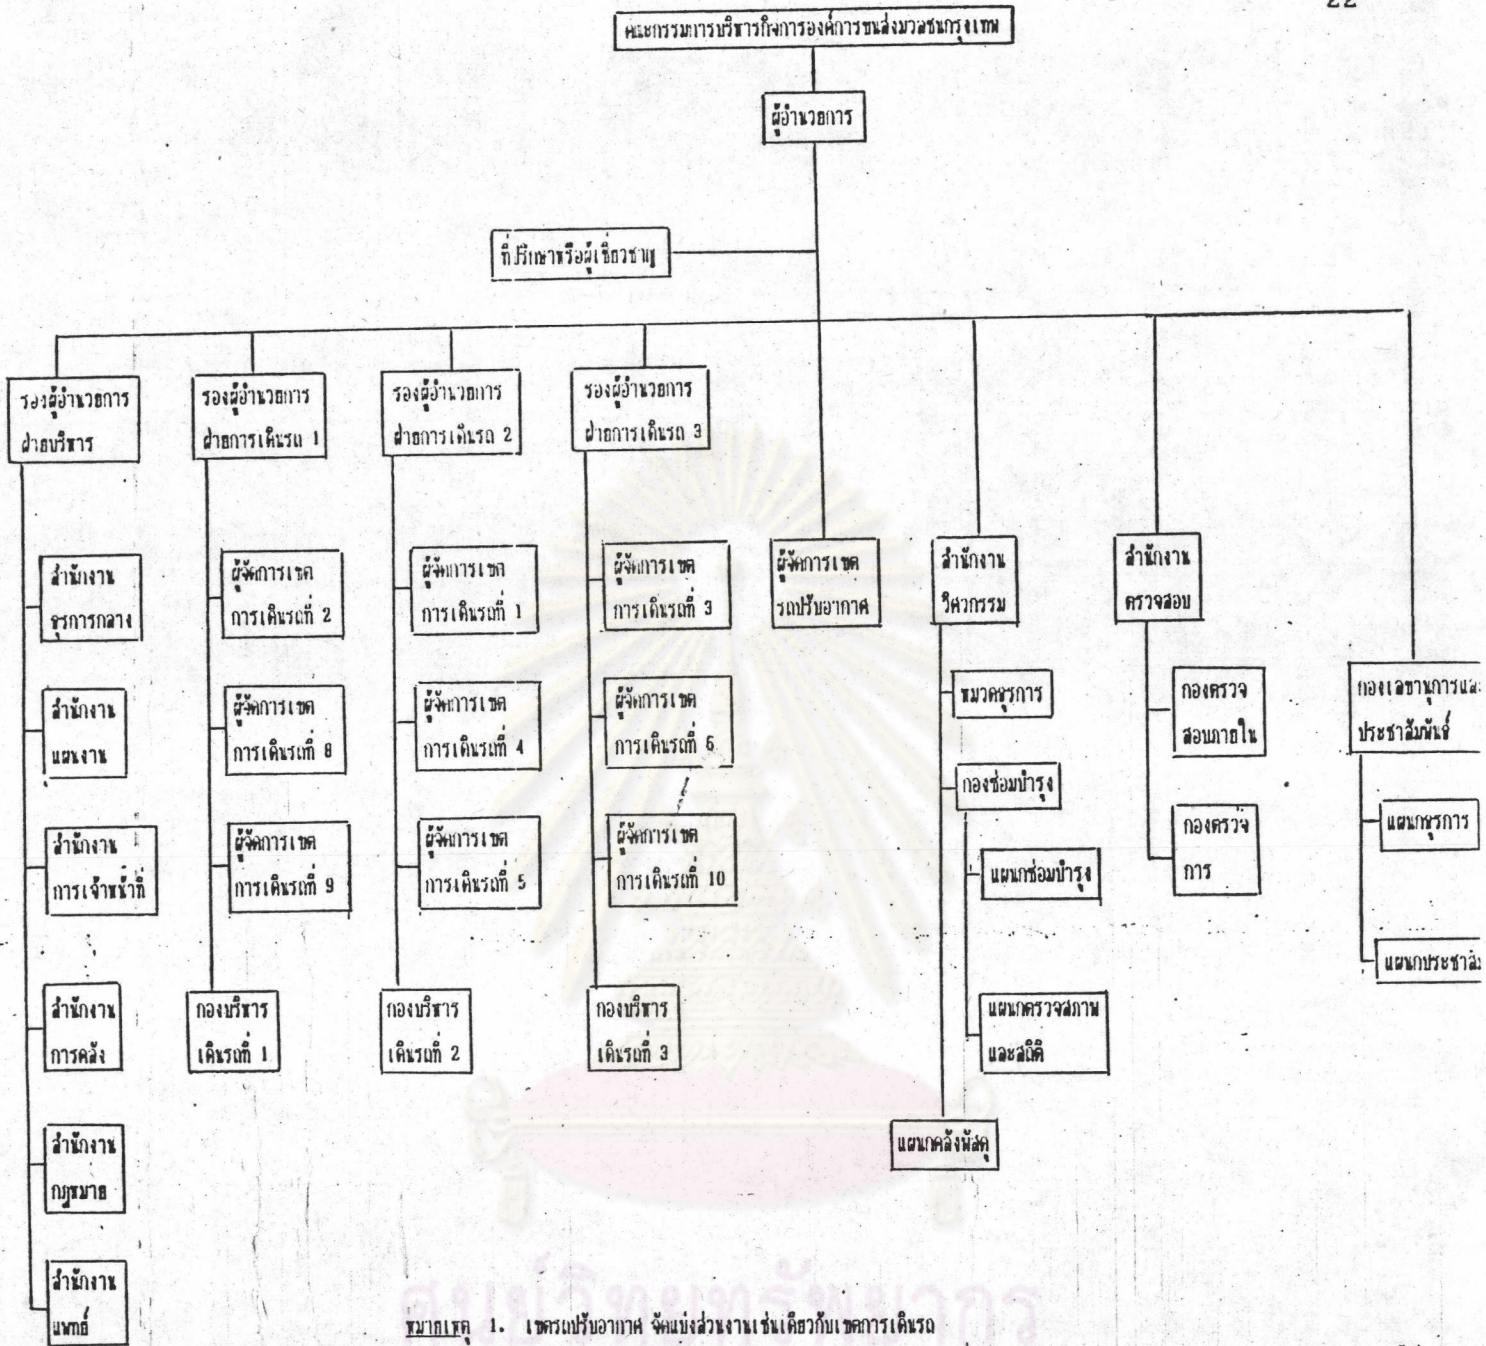 22
คณะกรรมการบริหารกิจการองค์การขนส่งมวลชนกรุงเทพ
ผู้อำนวยการ
ที่ปรึกษาหรือผู้เชี่ยวชาญ
รองผู้อำนวยการ
ฝ่ายบริหาร
รองผู้อำนวยการ
ฝ่ายการเดินรถ 1
รองผู้อำนวยการ
ฝ่ายการเดินรถ 2
รองผู้อำนวยการ
ฝ่ายการเดินรถ 3
สำนักงาน
ธุรการกลาง
สำนักงาน
แผนงาน
สำนักงาน
การเจ้าหน้าที่
สำนักงาน
การคลัง
สำนักงาน
กฎหมาย
สำนักงาน
แพทย์
ผู้จัดการเขต
การเดินรถที่ 2
ผู้จัดการเขต
การเดินรถที่ 8
ผู้จัดการเขต
การเดินรถที่ 9
กองบริหาร
เดินรถที่ 1
ผู้จัดการเขต
การเดินรถที่ 1
ผู้จัดการเขต
การเดินรถที่ 4
ผู้จัดการเขต
การเดินรถที่ 5
กองบริหาร
เดินรถที่ 2
ผู้จัดการเขต
การเดินรถที่ 3
ผู้จัดการเขต
การเดินรถที่ 6
ผู้จัดการเขต
การเดินรถที่ 10
กองบริหาร
เดินรถที่ 3
ผู้จัดการเขต
รถปรับอากาศ
สำนักงาน
วิศวกรรม
หมวดธุรการ
กองซ่อมบำรุง
แผนกซ่อมบำรุง
แผนกตรวจสภาพ
และสถิติ
แผนกคลังพัสดุ
สำนักงาน
ตรวจสอบ
กองตรวจ
สอบภายใน
กองตรวจ
การ
กองเลขานุการและ
ประชาสัมพันธ์
แผนกธุรการ
แผนกประชาสัม
ศูนย์วิทยทรัพยากร
หมายเหตุ 1. เขตรถปรับอากาศ จัดแบ่งส่วนงานเช่นเดียวกับเขตการเดินรถ